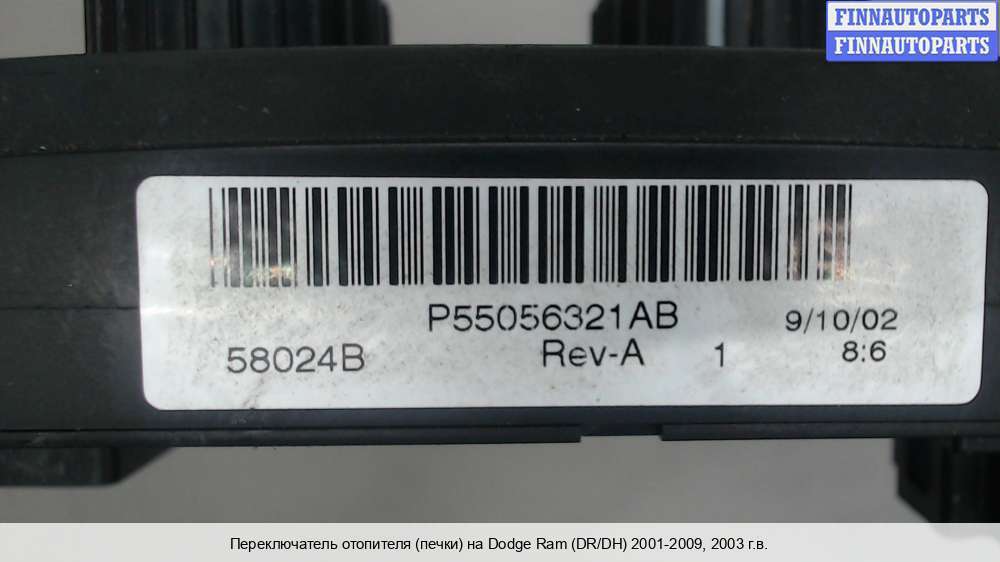 FINNAUTOPARTS
FINNAUTOPARTS
P55056321AB
9/10/02
58024B
Rev-A
1
8:6
Переключатель отопителя (печки) на Dodge Ram (DR/DH) 2001-2009, 2003 г.в.